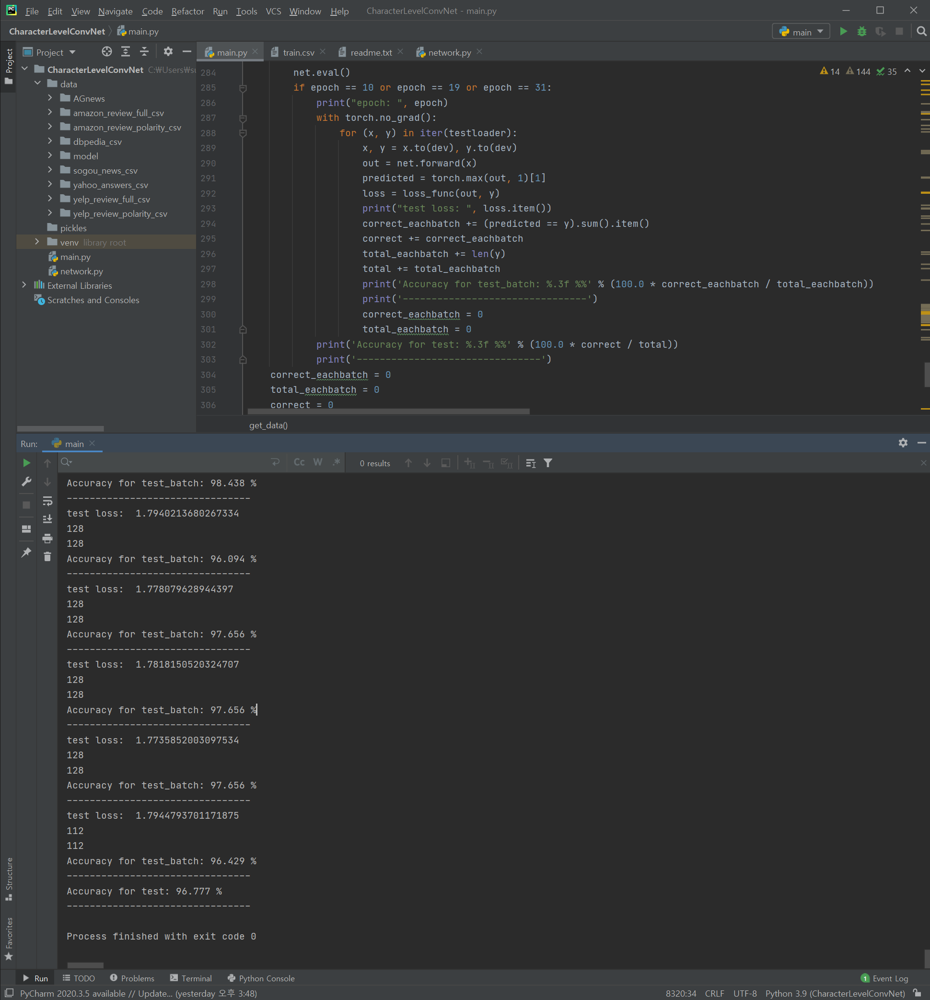 File Edit View Navigate Code Refactor Run Tools VCS Window Help CharacterLevelConvNet - main.py
CharacterLevelConvNet main.py main
Project
Project
main.py train.csv readme.txt network.py
CharacterLevelConvNet C:₩Users₩su
data
AGnews
amazon_review_full_csv
amazon_review_polarity_csv
dbpedia_csv
model
sogou_news_csv
yahoo_answers_csv
yelp_review_full_csv
yelp_review_polarity_csv
pickles
venv library root
main.py
network.py
External Libraries
Scratches and Consoles
14 144 35
284 net.eval()
285 if epoch == 10 or epoch == 19 or epoch == 31:
286 print("epoch: ", epoch)
287 with torch.no_grad():
288 for (x, y) in iter(testloader):
289 x, y = x.to(dev), y.to(dev)
290 out = net.forward(x)
291 predicted = torch.max(out, 1)[1]
292 loss = loss_func(out, y)
293 print("test loss: ", loss.item())
294 correct_eachbatch += (predicted == y).sum().item()
295 correct += correct_eachbatch
296 total_eachbatch += len(y)
297 total += total_eachbatch
298 print('Accuracy for test_batch: %.3f %%' % (100.0 * correct_eachbatch / total_eachbatch))
299 print('--------------------------------')
300 correct_eachbatch = 0
301 total_eachbatch = 0
302 print('Accuracy for test: %.3f %%' % (100.0 * correct / total))
303 print('--------------------------------')
304 correct_eachbatch = 0
305 total_eachbatch = 0
306 correct = 0
get_data()
Run: main
Cc W .* 0 results
Accuracy for test_batch: 98.438 %
--------------------------------
test loss:  1.7940213680267334
128
128
Accuracy for test_batch: 96.094 %
--------------------------------
test loss:  1.778079628944397
128
128
Accuracy for test_batch: 97.656 %
--------------------------------
test loss:  1.7818150520324707
128
128
Accuracy for test_batch: 97.656 %
--------------------------------
test loss:  1.7735852003097534
128
128
Accuracy for test_batch: 97.656 %
--------------------------------
test loss:  1.7944793701171875
112
112
Accuracy for test_batch: 96.429 %
--------------------------------
Accuracy for test: 96.777 %
--------------------------------
Process finished with exit code 0
Structure
Favorites
Run TODO Problems Terminal Python Console 1 Event Log
PyCharm 2020.3.5 available // Update... (yesterday 오후 3:48) 8320:34 CRLF UTF-8 Python 3.9 (CharacterLevelConvNet)